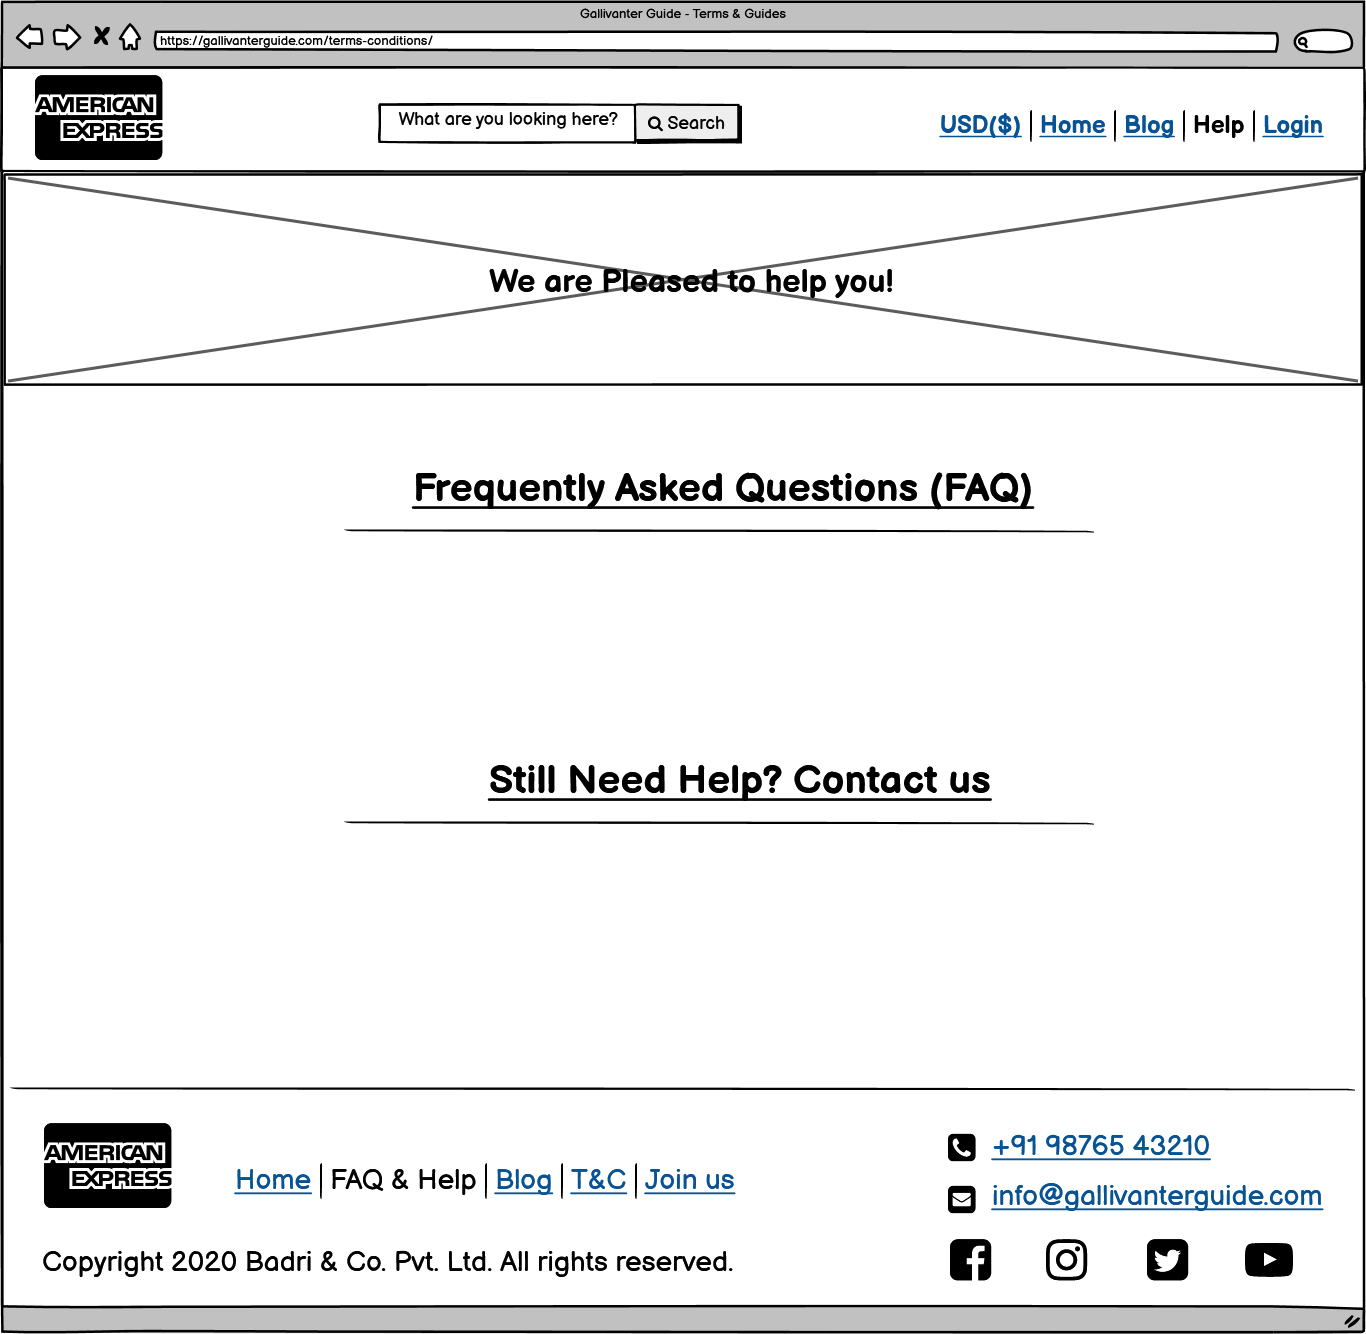 Gallivanter Guide - Terms & Guides
https://gallivanterguide.com/terms-conditions/
AMERICAN
EXPRESS
What are you looking here?
Search
USD($) Home Blog Help Login
We are Pleased to help you!
Frequently Asked Questions (FAQ)
Still Need Help? Contact us
AMERICAN
EXPRESS
Home FAQ & Help Blog T&C Join us
+91 98765 43210
info@gallivanterguide.com
Copyright 2020 Badri & Co. Pvt. Ltd. All rights reserved.